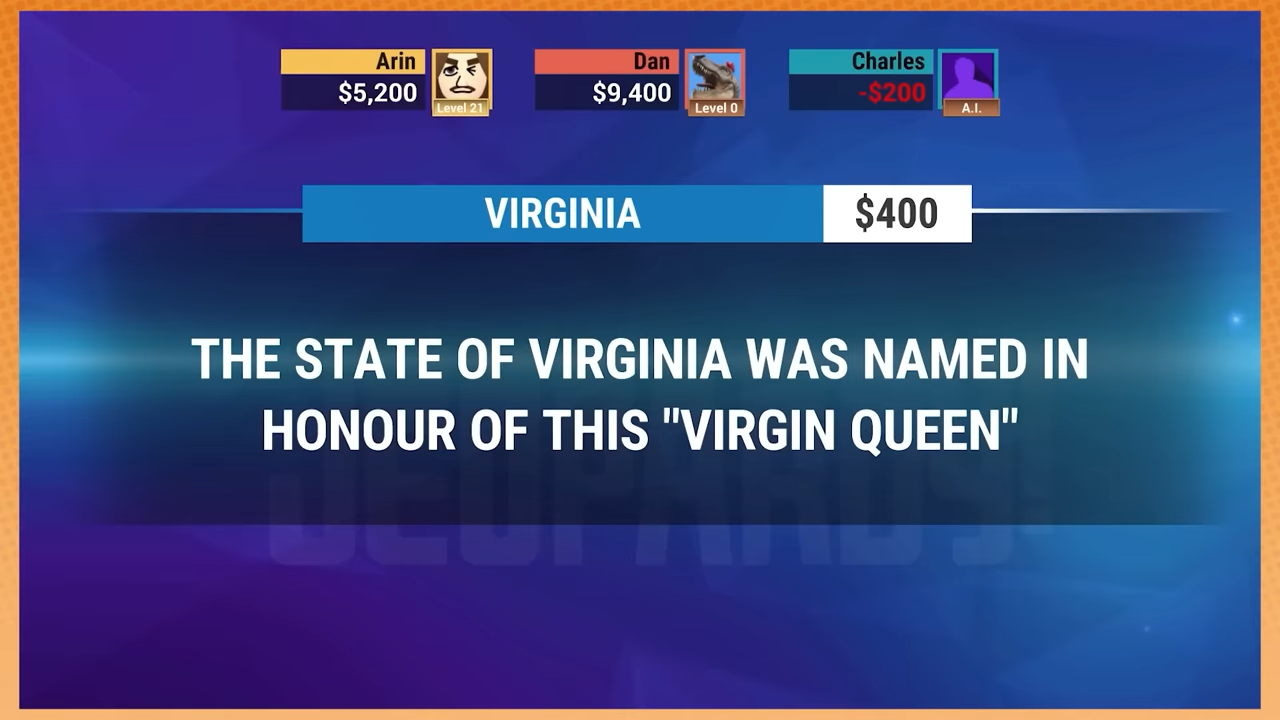 Arin
$5,200
Level 21
Dan
$9,400
Level 0
Charles
-$200
A.I.
VIRGINIA $400
THE STATE OF VIRGINIA WAS NAMED IN
HONOUR OF THIS "VIRGIN QUEEN"
JEOPARDY!